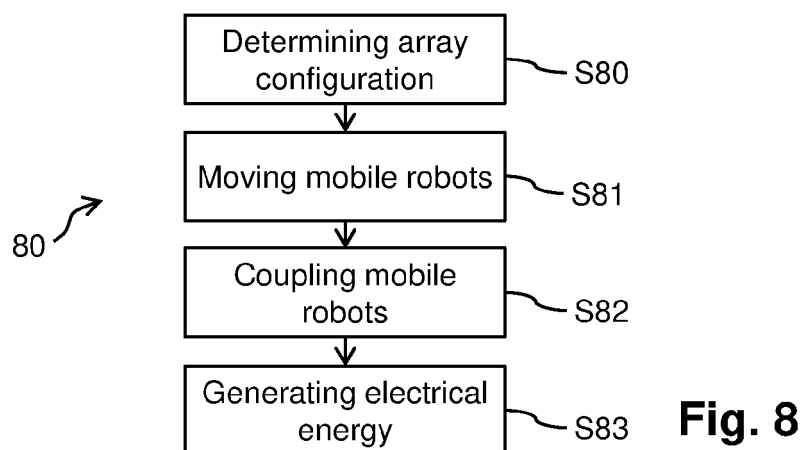 Determining array
configuration
S80
Moving mobile robots
S81
80
Coupling mobile
robots
S82
Generating electrical
energy
S83
Fig. 8